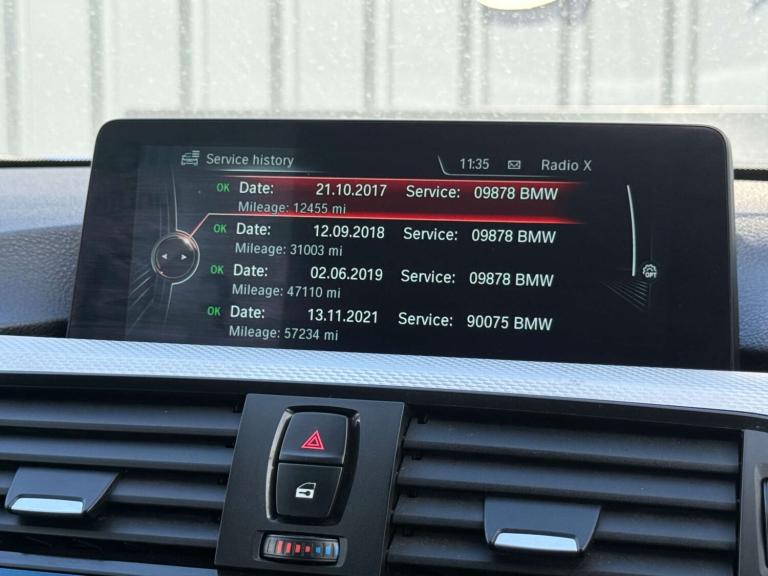 Service history 11:35 Radio X
OK Date: 21.10.2017 Service: 09878 BMW
Mileage: 12455 mi
OK Date: 12.09.2018 Service: 09878 BMW
Mileage: 31003 mi
OK Date: 02.06.2019 Service: 09878 BMW
Mileage: 47110 mi
OPT
OK Date: 13.11.2021 Service: 90075 BMW
Mileage: 57234 mi